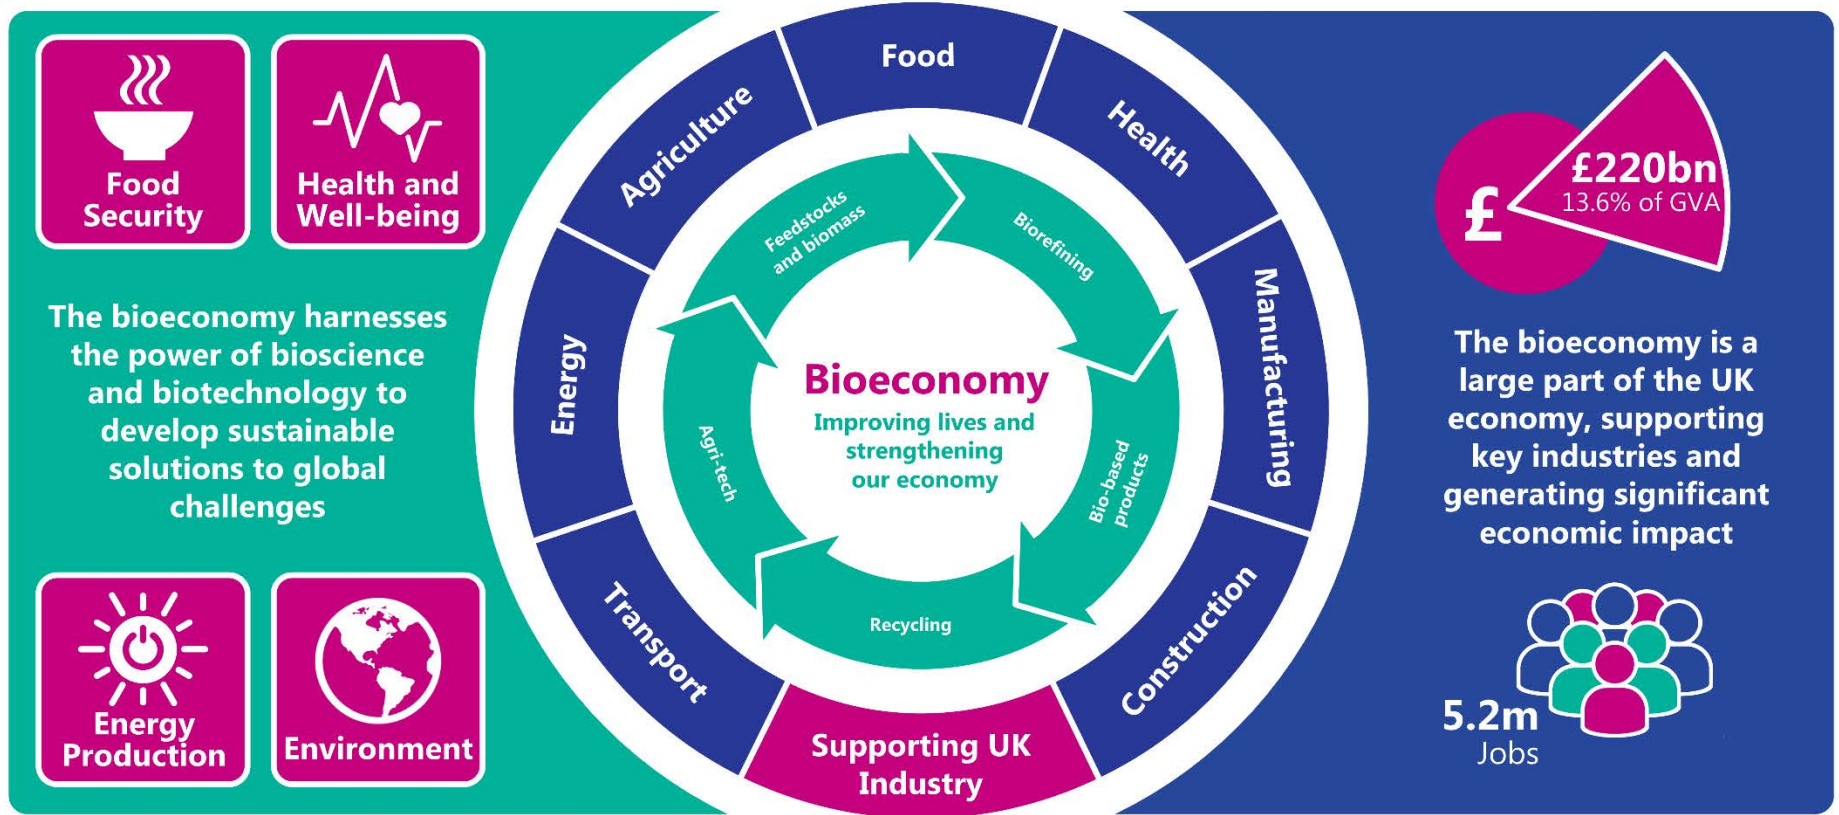 Food
Security
Health and
Well-being
The bioeconomy harnesses
the power of bioscience
and biotechnology to
develop sustainable
solutions to global
challenges
Energy
Production
Environment
Food
Health
Manufacturing
Construction
Supporting UK
Industry
Transport
Energy
Agriculture
Feedstocks
and biomass
Biorefining
Bio-based
products
Recycling
Agri-tech
Bioeconomy
Improving lives and
strengthening
our economy
£
£220bn
13.6% of GVA
The bioeconomy is a
large part of the UK
economy, supporting
key industries and
generating significant
economic impact
5.2m
Jobs